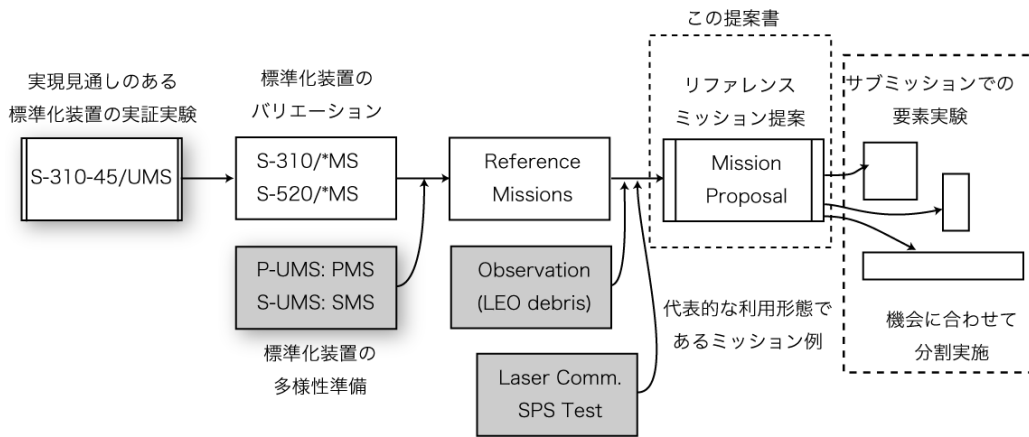 この提案書
実現見通しのある
標準化装置の実証実験
S-310-45/UMS
標準化装置の
バリエーション
S-310/*MS
S-520/*MS
P-UMS: PMS
S-UMS: SMS
標準化装置の
多様性準備
Reference
Missions
Observation
(LEO debris)
Laser Comm.
SPS Test
リファレンス
ミッション提案
Mission
Proposal
代表的な利用形態で
あるミッション例
サブミッションでの
要素実験
機会に合わせて
分割実施